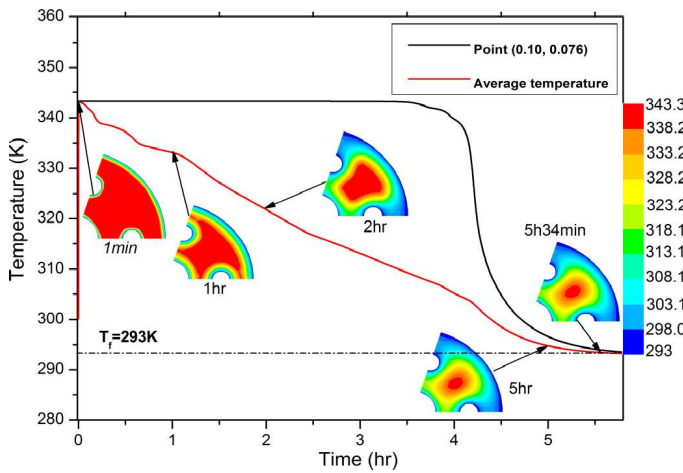 360
350
340
330
320
310
300
290
280
Temperature (K)
0
1
2
3
4
5
Time (hr)
Point (0.10, 0.076)
Average temperature
1min
1hr
2hr
5h34min
5hr
T_f=293K
343.3
338.2
333.2
328.2
323.2
318.1
313.1
308.1
303.1
298.0
293